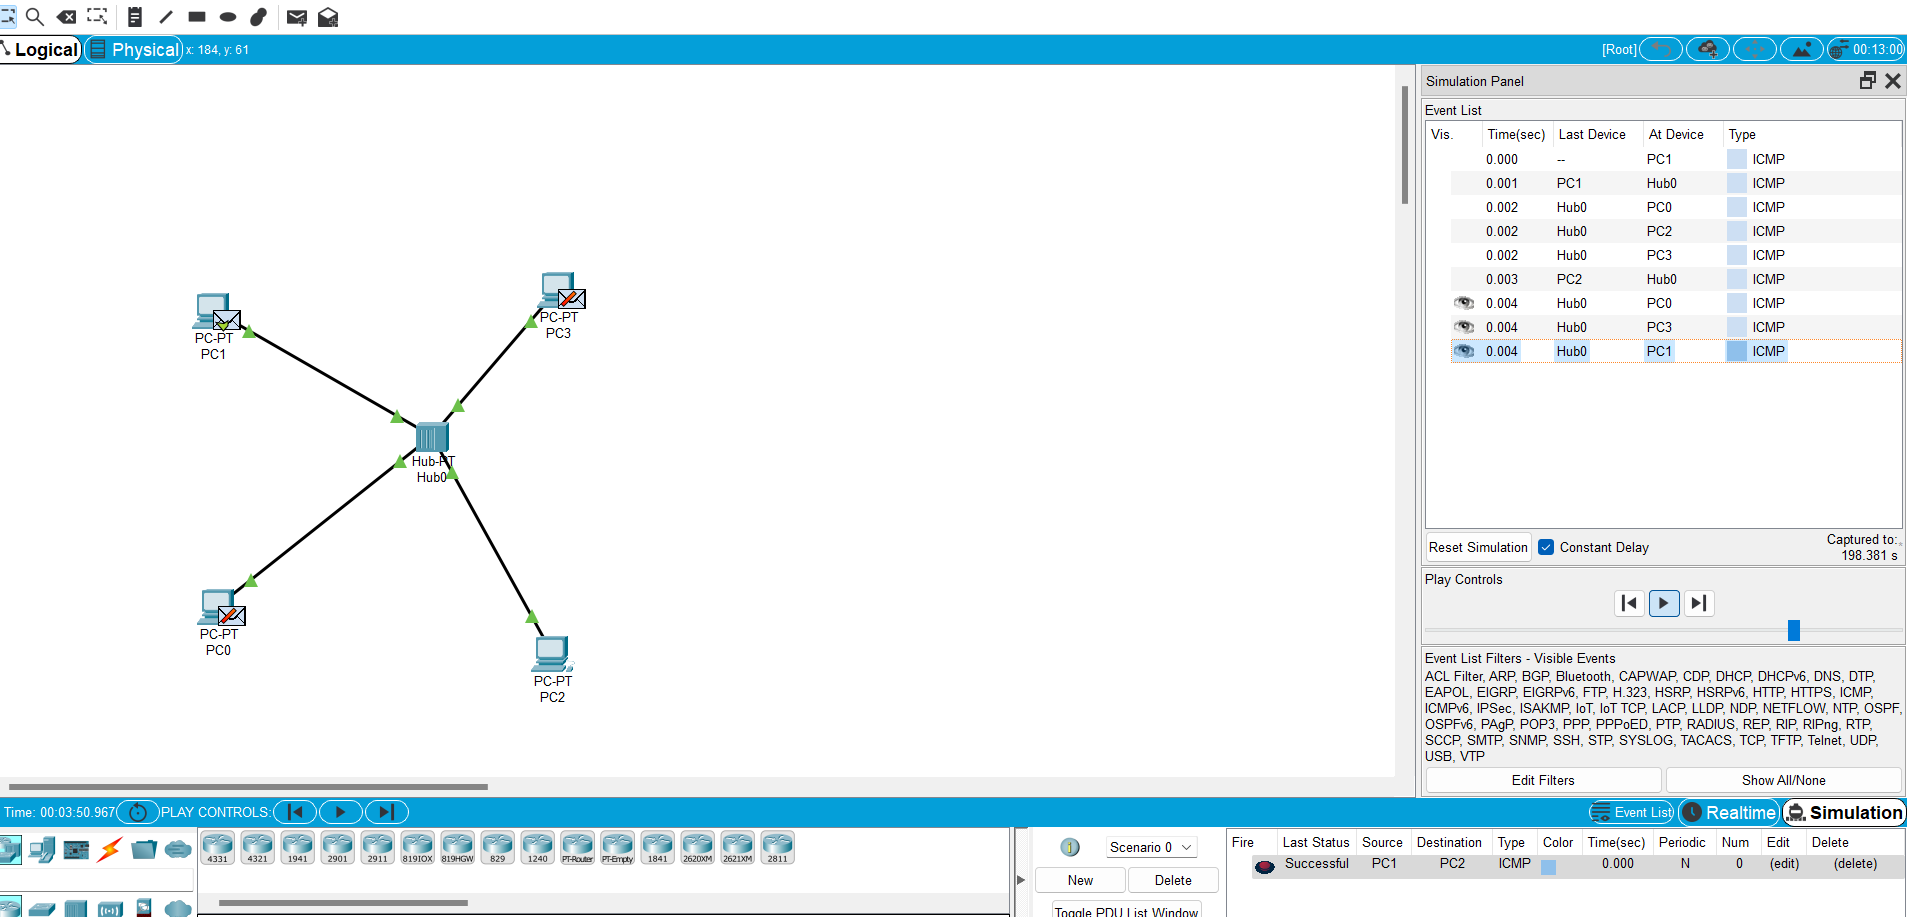 Logical Physical x: 184, y: 61 [Root] 00:13:00
Simulation Panel
Event List
Vis. Time(sec) Last Device At Device Type
0.000 -- PC1 ICMP
0.001 PC1 Hub0 ICMP
0.002 Hub0 PC0 ICMP
0.002 Hub0 PC2 ICMP
0.002 Hub0 PC3 ICMP
0.003 PC2 Hub0 ICMP
0.004 Hub0 PC0 ICMP
0.004 Hub0 PC3 ICMP
0.004 Hub0 PC1 ICMP
PC-PT
PC3
PC-PT
PC1
Hub-PT
Hub0
PC-PT
PC0
PC-PT
PC2
Reset Simulation Constant Delay
Captured to:
198.381 s
Play Controls
Event List Filters - Visible Events
ACL Filter, ARP, BGP, Bluetooth, CAPWAP, CDP, DHCP, DHCPv6, DNS, DTP,
EAPOL, EIGRP, EIGRPv6, FTP, H.323, HSRP, HSRPv6, HTTP, HTTPS, ICMP,
ICMPv6, IPSec, ISAKMP, IoT, IoT TCP, LACP, LLDP, NDP, NETFLOW, NTP, OSPF,
OSPFv6, PAgP, POP3, PPP, PPPoED, PTP, RADIUS, REP, RIP, RIPng, RTP,
SCCP, SMTP, SNMP, SSH, STP, SYSLOG, TACACS, TCP, TFTP, Telnet, UDP,
USB, VTP
Edit Filters Show All/None
Time: 00:03:50.967 PLAY CONTROLS: Event List Realtime Simulation
4331 4321 1941 2901 2911 819IOX 819HGW 829 1240 PT-Router PT-Empty 1841 2620XM 2621XM 2811
1 Scenario 0
New Delete
Toggle PDU List Window
Fire Last Status Source Destination Type Color Time(sec) Periodic Num Edit Delete
Successful PC1 PC2 ICMP 0.000 N 0 (edit) (delete)